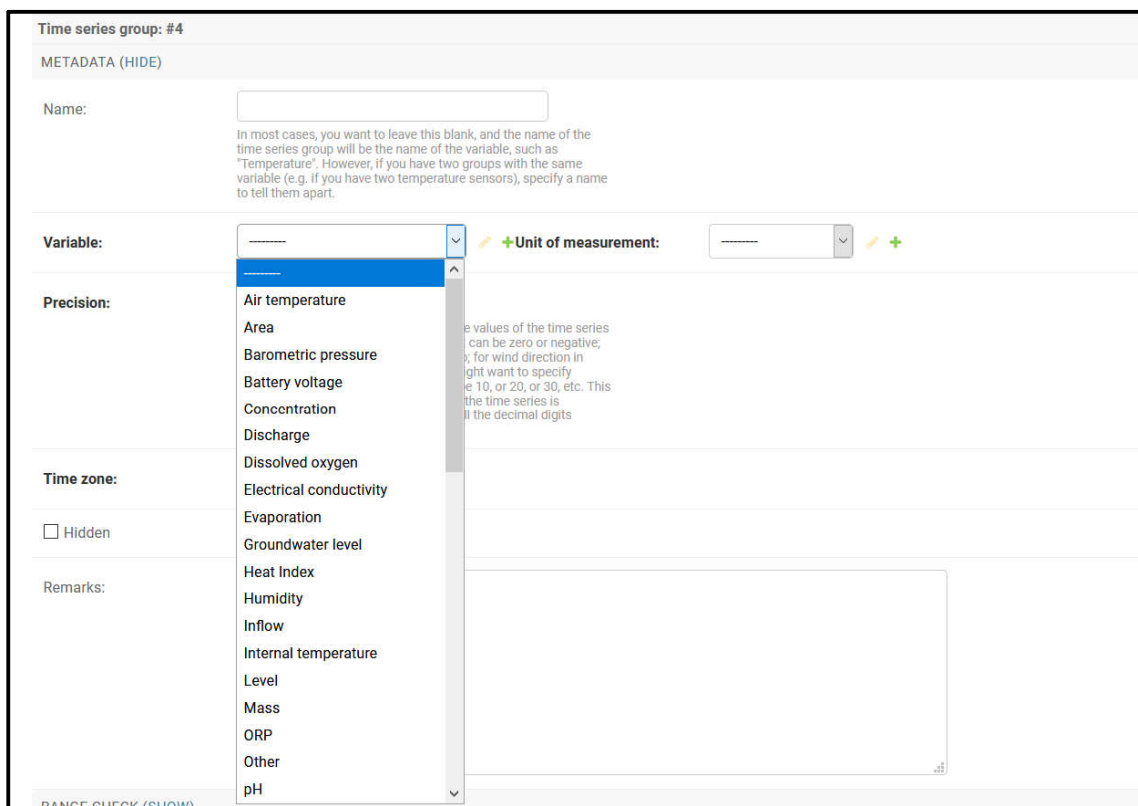 Time series group: #4
METADATA (HIDE)
Name:
In most cases, you want to leave this blank, and the name of the
time series group will be the name of the variable, such as
"Temperature". However, if you have two groups with the same
variable (e.g. if you have two temperature sensors), specify a name
to tell them apart.
Variable: --------- Unit of measurement: ---------
---------
Air temperature
Area
Barometric pressure
Battery voltage
Concentration
Discharge
Dissolved oxygen
Electrical conductivity
Evaporation
Groundwater level
Heat Index
Humidity
Inflow
Internal temperature
Level
Mass
ORP
Other
pH
Precision:
values of the time series
can be zero or negative;
for wind direction in
ight want to specify
10, or 20, or 30, etc. This
the time series is
ll the decimal digits
Time zone:
Hidden
Remarks:
RANGE CHECK (SHOW)